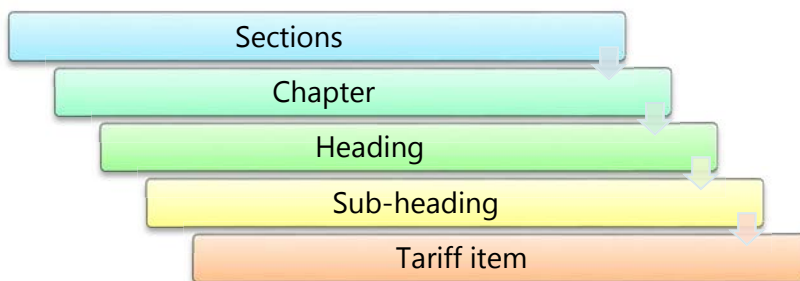 Sections
Chapter
Heading
Sub-heading
Tariff item